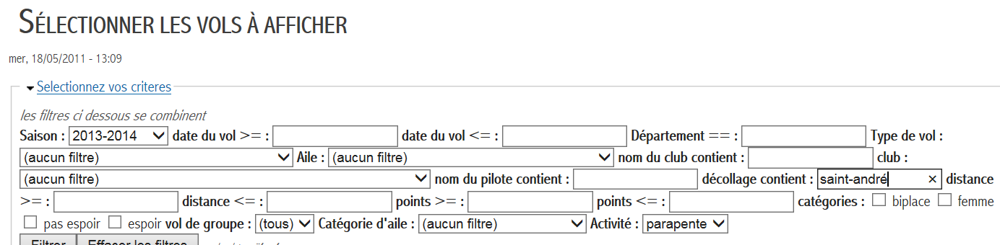 SÉLECTIONNER LES VOLS À AFFICHER
mer, 18/05/2011 - 13:09
Selectionnez vos criteres
les filtres ci dessous se combinent
Saison : 2013-2014 date du vol >= : date du vol <= : Département == : Type de vol :
(aucun filtre) Aile : (aucun filtre) nom du club contient : club :
(aucun filtre) nom du pilote contient : décollage contient : saint-andré × distance
>= : distance <= : points >= : points <= : catégories : biplace femme
pas espoir espoir vol de groupe : (tous) Catégorie d'aile : (aucun filtre) Activité : parapente
Filtrer Effacer les filtres